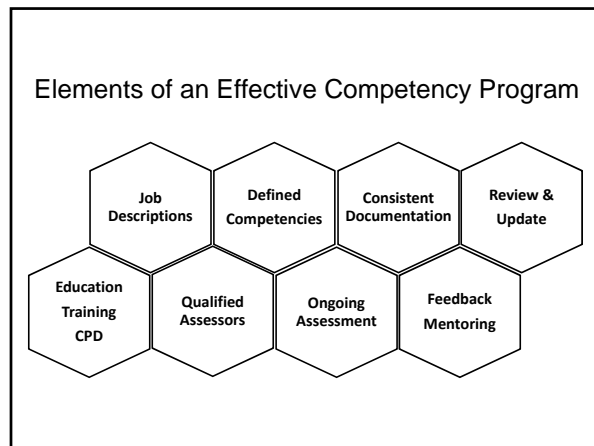 Elements of an Effective Competency Program
Job
Descriptions
Defined
Competencies
Consistent
Documentation
Review &
Update
Education
Training
CPD
Qualified
Assessors
Ongoing
Assessment
Feedback
Mentoring